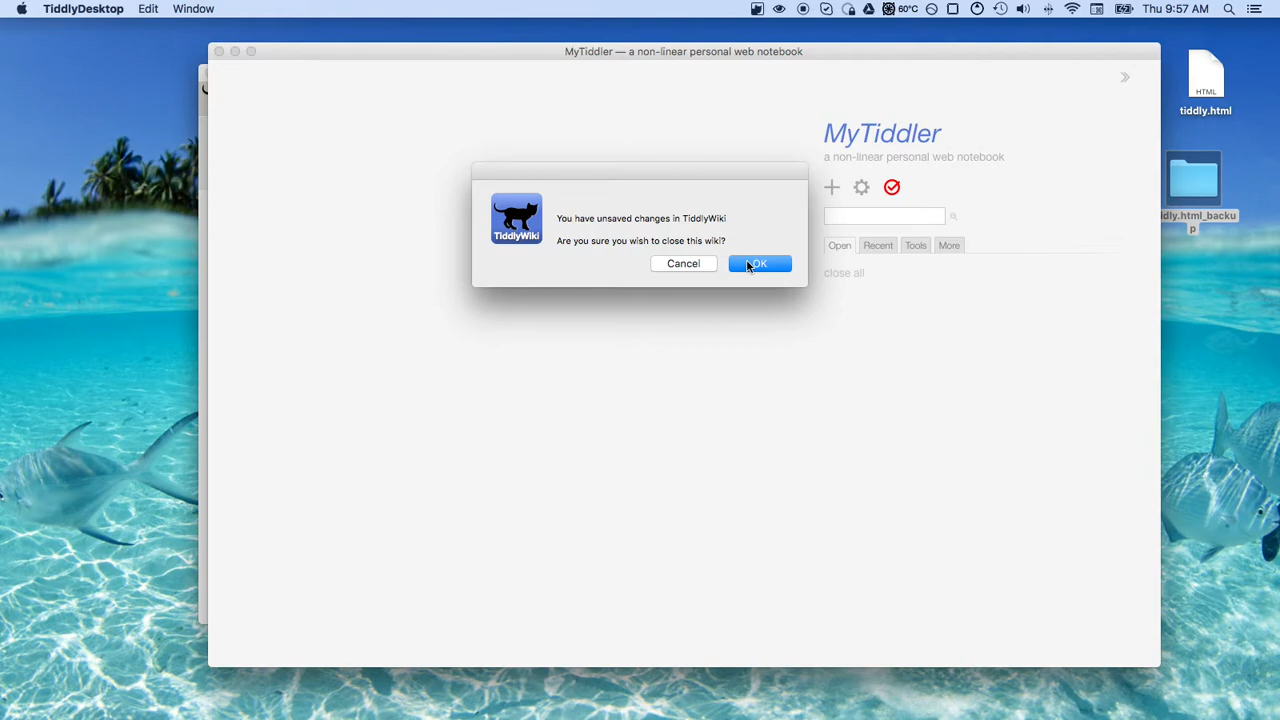 TiddlyDesktop Edit Window 60°C Thu 9:57 AM
MyTiddler — a non-linear personal web notebook
HTML
tiddly.html
MyTiddler
a non-linear personal web notebook
TiddlyWiki
You have unsaved changes in TiddlyWiki
Are you sure you wish to close this wiki?
Cancel OK
Open Recent Tools More
close all
dly.html_backu
p